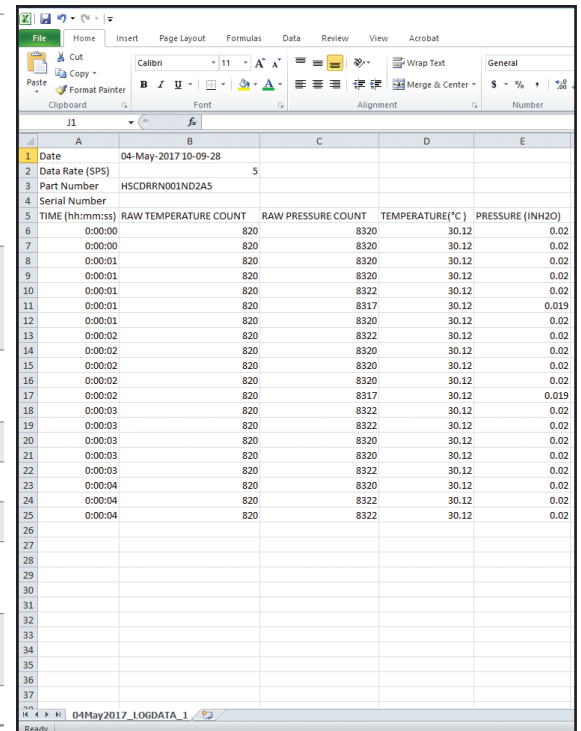 File Home Insert Page Layout Formulas Data Review View Acrobat
Cut
Copy
Format Painter
Paste
Calibri 11
Wrap Text
Merge & Center
General
Clipboard Font Alignment Number
J1 fx
A B C D E
1 Date 04-May-2017 10-09-28
2 Data Rate (SPS) 5
3 Part Number HSCDRRN001ND2A5
4 Serial Number
5 TIME (hh:mm:ss) RAW TEMPERATURE COUNT RAW PRESSURE COUNT TEMPERATURE(°C ) PRESSURE (INH2O)
6 0:00:00 820 8320 30.12 0.02
7 0:00:00 820 8320 30.12 0.02
8 0:00:01 820 8320 30.12 0.02
9 0:00:01 820 8320 30.12 0.02
10 0:00:01 820 8322 30.12 0.02
11 0:00:01 820 8317 30.12 0.019
12 0:00:01 820 8320 30.12 0.02
13 0:00:02 820 8322 30.12 0.02
14 0:00:02 820 8320 30.12 0.02
15 0:00:02 820 8320 30.12 0.02
16 0:00:02 820 8320 30.12 0.02
17 0:00:02 820 8317 30.12 0.019
18 0:00:03 820 8322 30.12 0.02
19 0:00:03 820 8322 30.12 0.02
20 0:00:03 820 8320 30.12 0.02
21 0:00:03 820 8320 30.12 0.02
22 0:00:03 820 8322 30.12 0.02
23 0:00:04 820 8320 30.12 0.02
24 0:00:04 820 8322 30.12 0.02
25 0:00:04 820 8322 30.12 0.02
26
27
28
29
30
31
32
33
34
35
36
37
04May2017_LOGDATA_1
Ready